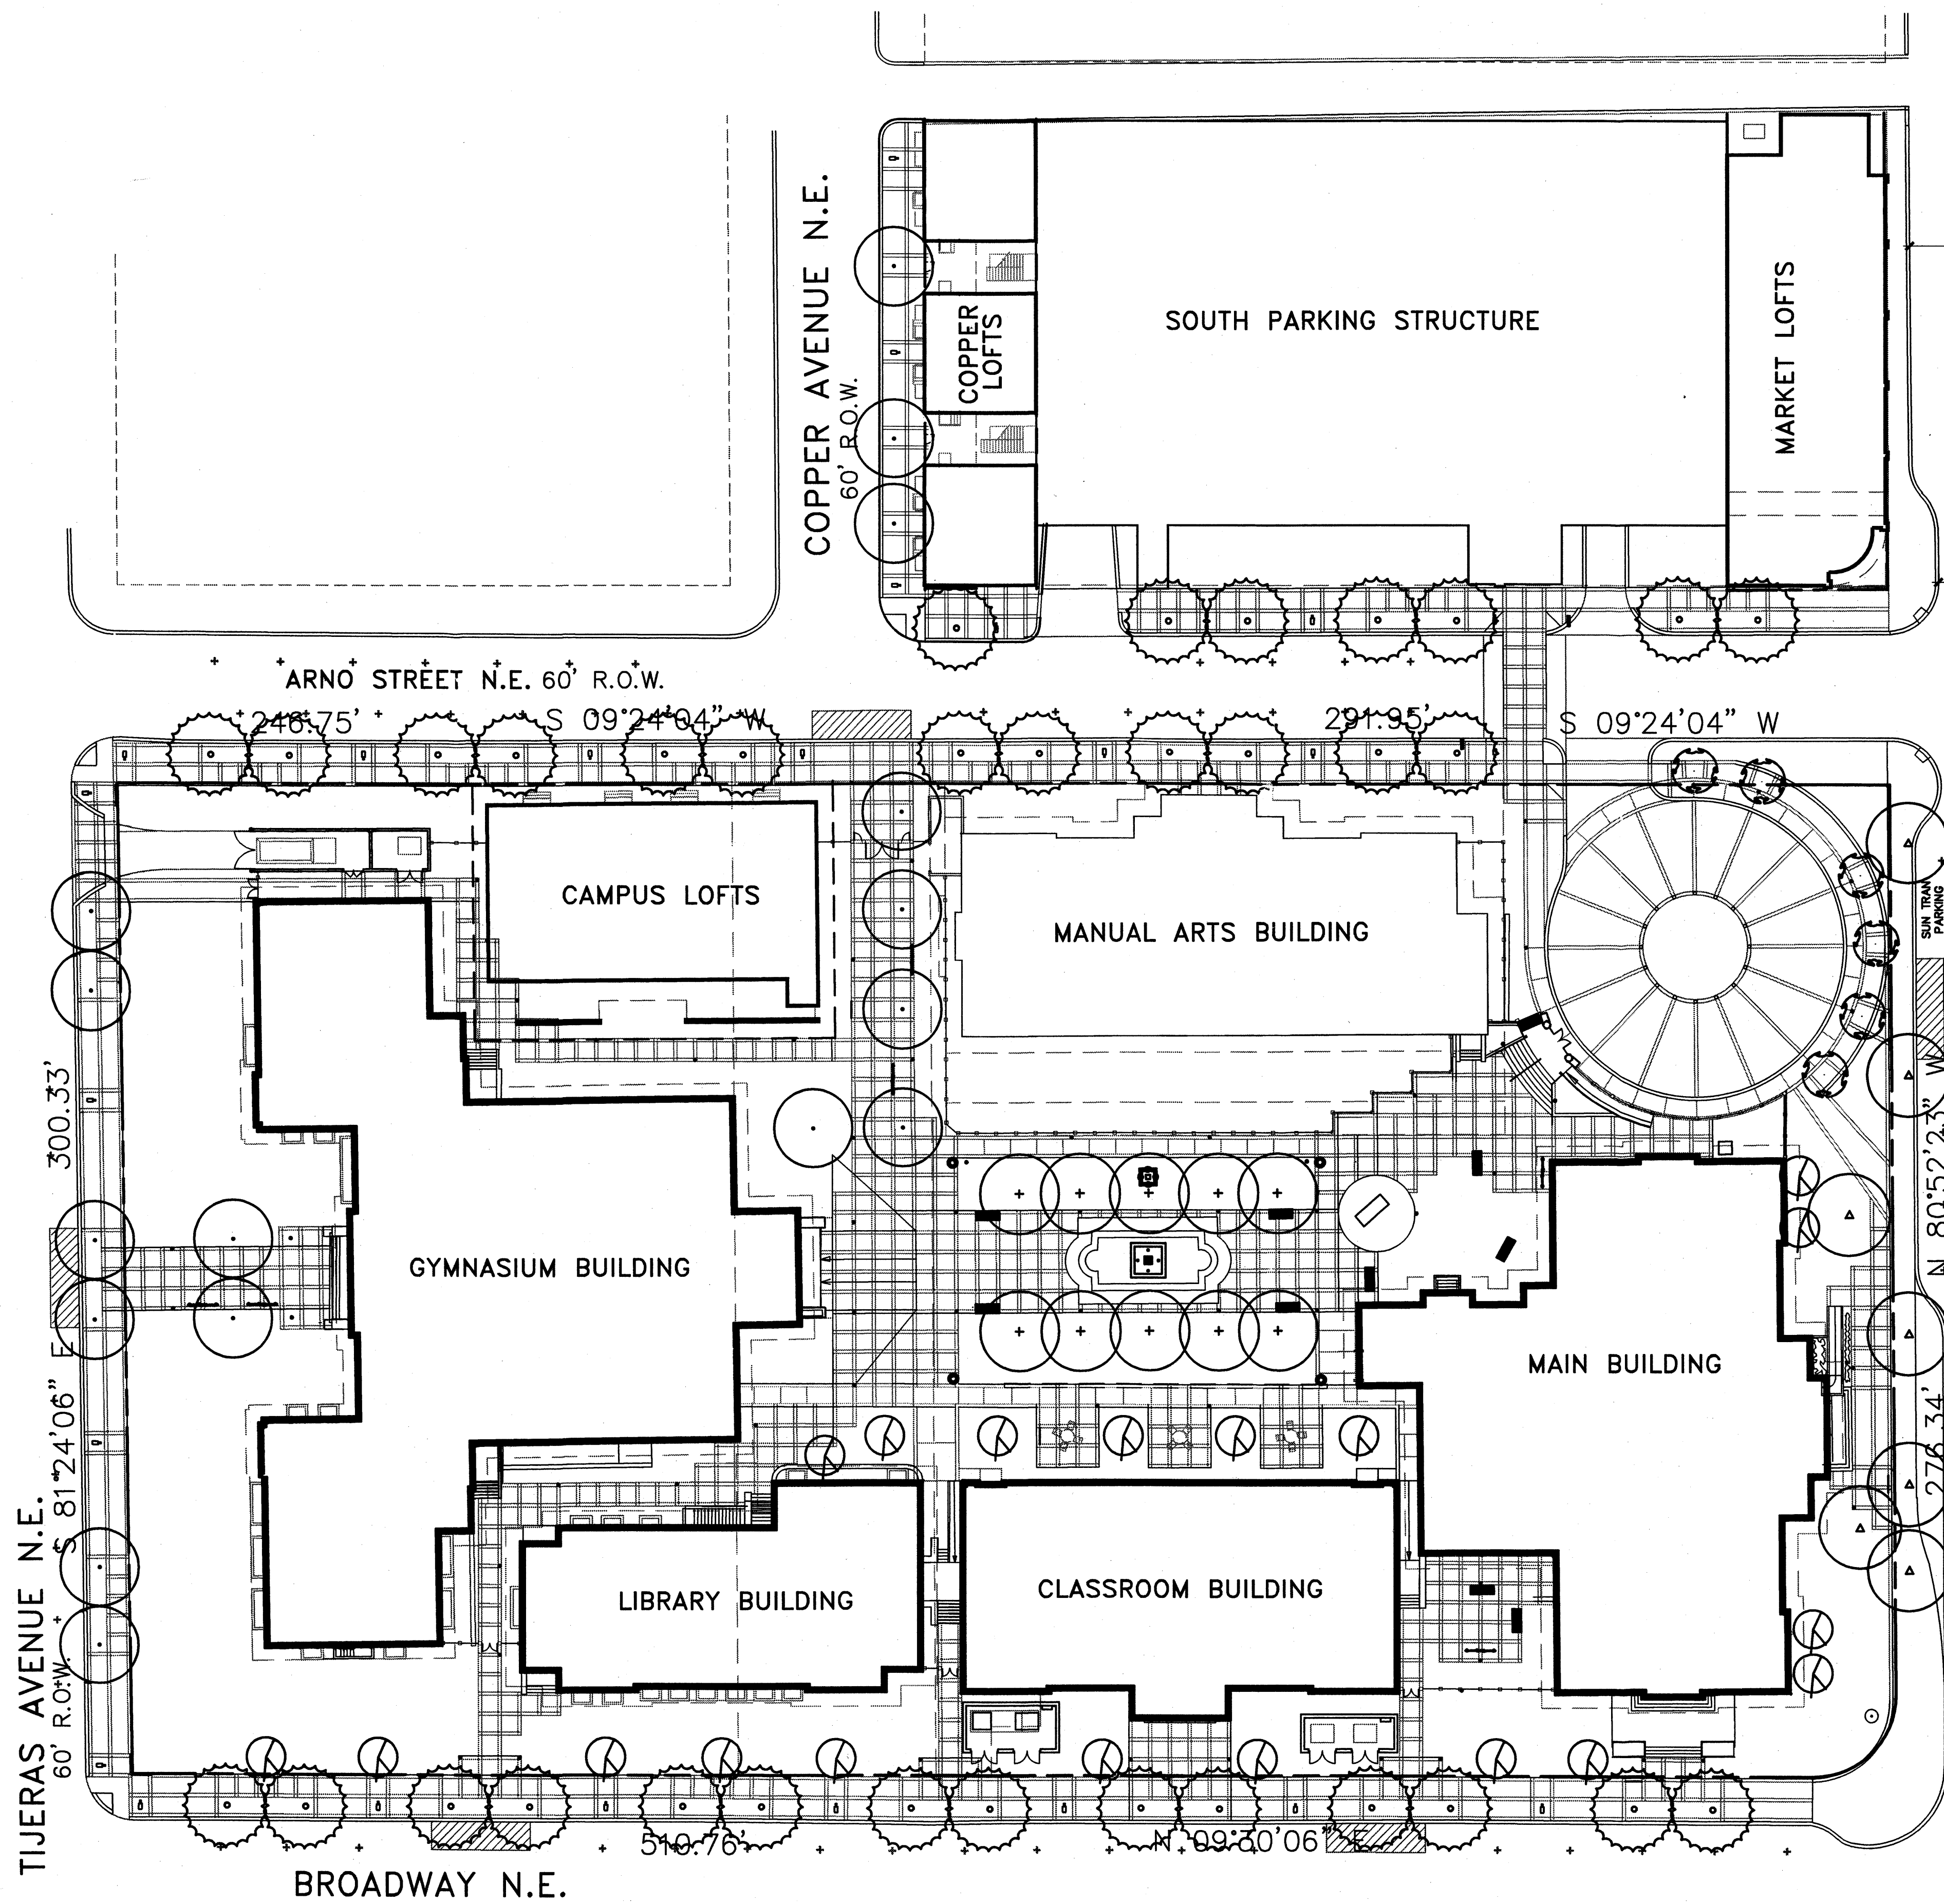 COPPER AVENUE N.E.
60' R.O.W.
COPPER
LOFTS
SOUTH PARKING STRUCTURE
MARKET LOFTS
ARNO STREET N.E. 60' R.O.W.
246.75'
S 09°24'04" W
291.95'
S 09°24'04" W
CAMPUS LOFTS
MANUAL ARTS BUILDING
SUN TRAN
PARKING
300.33'
S 81°24'06" E
N 80°52'23" W
276.34'
GYMNASIUM BUILDING
MAIN BUILDING
LIBRARY BUILDING
CLASSROOM BUILDING
TIJERAS AVENUE N.E.
60' R.O.W.
510.76'
N 09°30'06" E
BROADWAY N.E.